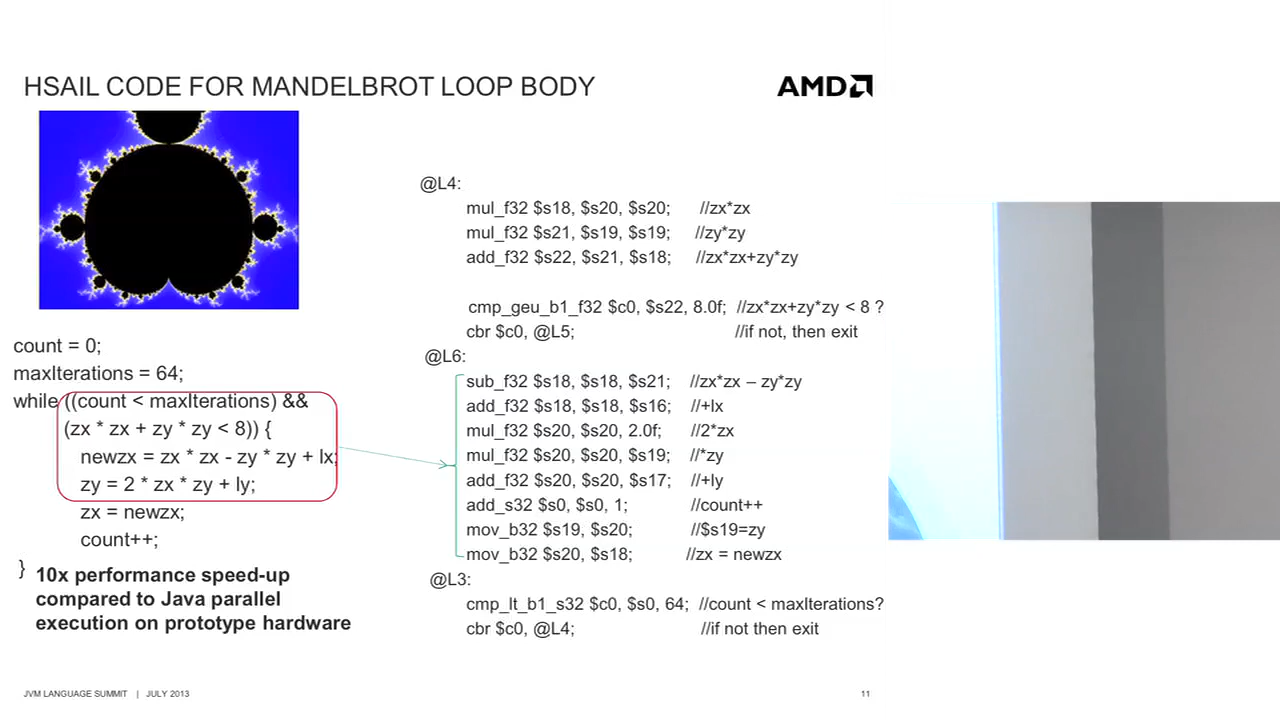 HSAIL CODE FOR MANDELBROT LOOP BODY
AMD
count = 0;
maxIterations = 64;
while ((count < maxIterations) &&
(zx * zx + zy * zy < 8)) {
newzx = zx * zx - zy * zy + lx;
zy = 2 * zx * zy + ly;
zx = newzx;
count++;
}
10x performance speed-up
compared to Java parallel
execution on prototype hardware
@L4:
mul_f32 $s18, $s20, $s20; //zx*zx
mul_f32 $s21, $s19, $s19; //zy*zy
add_f32 $s22, $s21, $s18; //zx*zx+zy*zy
cmp_geu_b1_f32 $c0, $s22, 8.0f; //zx*zx+zy*zy < 8 ?
cbr $c0, @L5; //if not, then exit
@L6:
sub_f32 $s18, $s18, $s21; //zx*zx – zy*zy
add_f32 $s18, $s18, $s16; //+lx
mul_f32 $s20, $s20, 2.0f; //2*zx
mul_f32 $s20, $s20, $s19; //*zy
add_f32 $s20, $s20, $s17; //+ly
add_s32 $s0, $s0, 1; //count++
mov_b32 $s19, $s20; //$s19=zy
mov_b32 $s20, $s18; //zx = newzx
@L3:
cmp_lt_b1_s32 $c0, $s0, 64; //count < maxIterations?
cbr $c0, @L4; //if not then exit
JVM LANGUAGE SUMMIT | JULY 2013
11